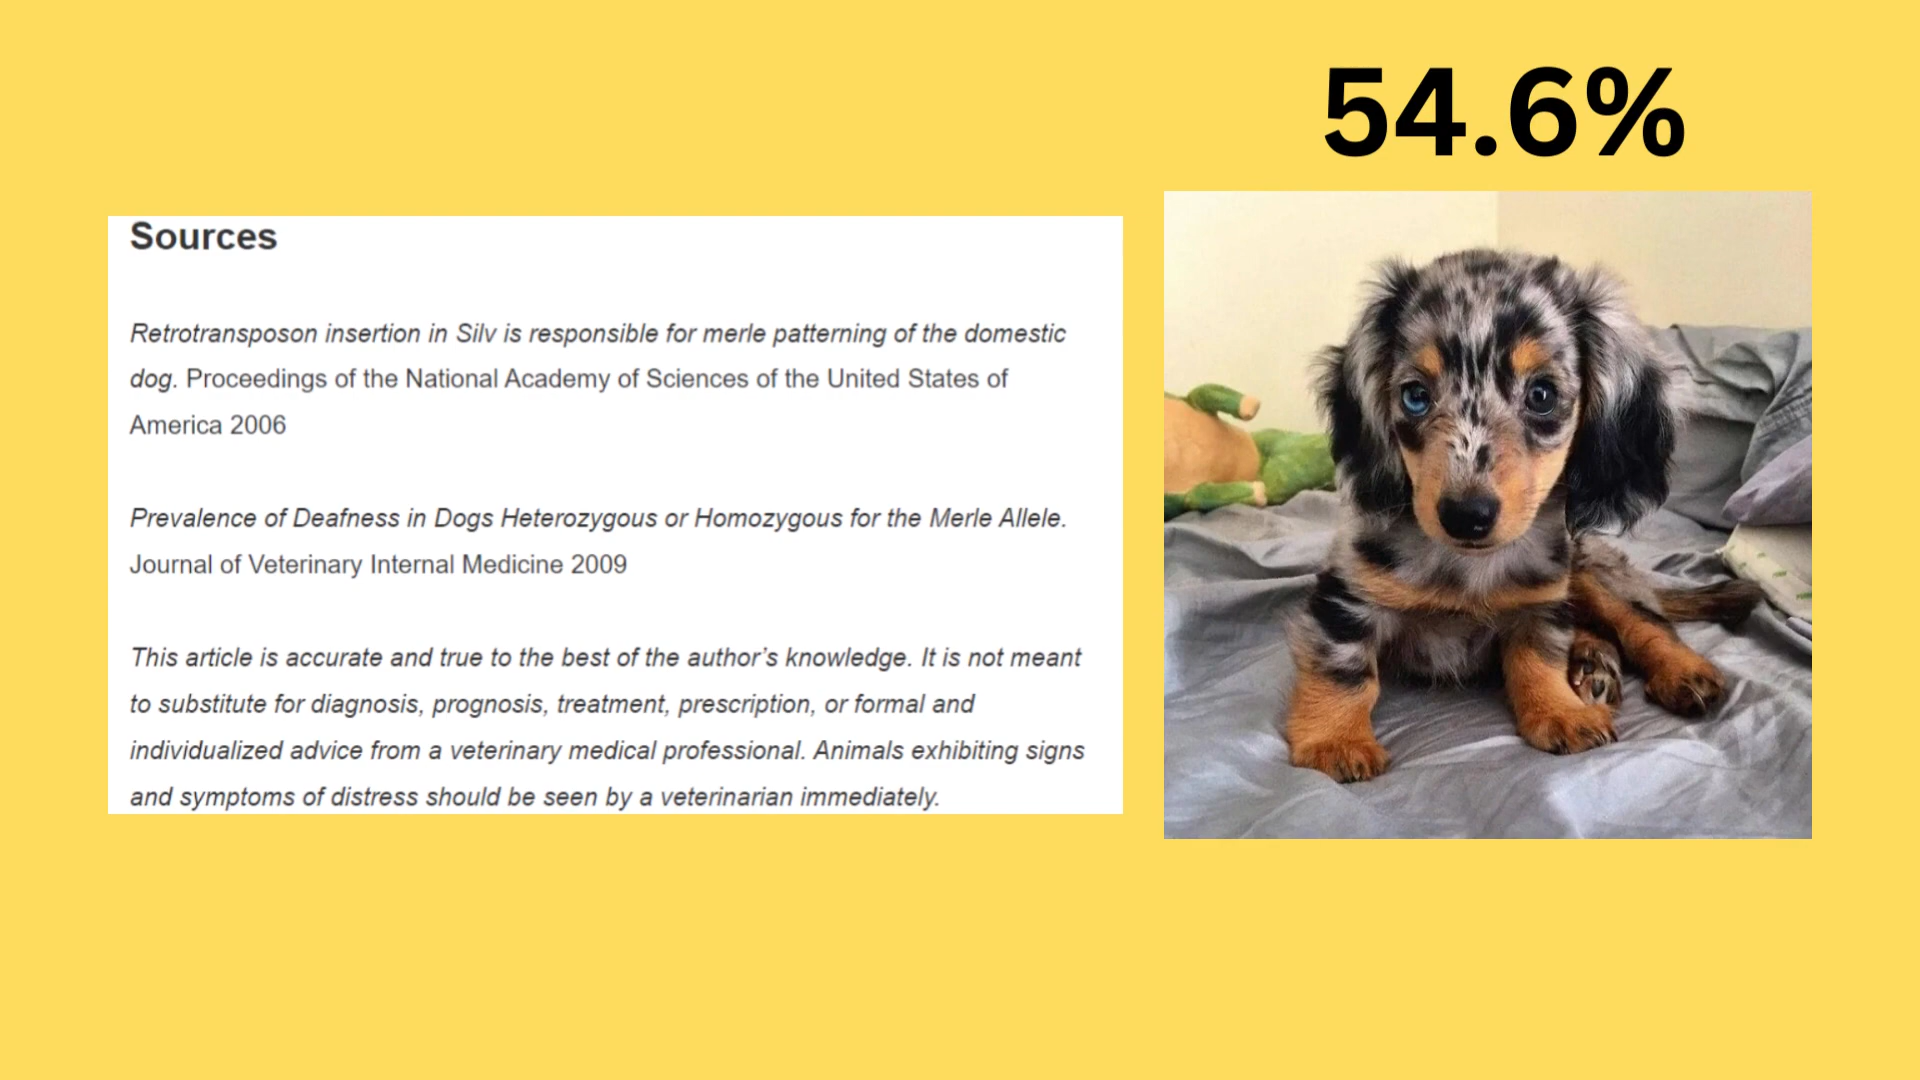 54.6%
Sources
Retrotransposon insertion in Silv is responsible for merle patterning of the domestic
dog. Proceedings of the National Academy of Sciences of the United States of
America 2006
Prevalence of Deafness in Dogs Heterozygous or Homozygous for the Merle Allele.
Journal of Veterinary Internal Medicine 2009
This article is accurate and true to the best of the author’s knowledge. It is not meant
to substitute for diagnosis, prognosis, treatment, prescription, or formal and
individualized advice from a veterinary medical professional. Animals exhibiting signs
and symptoms of distress should be seen by a veterinarian immediately.